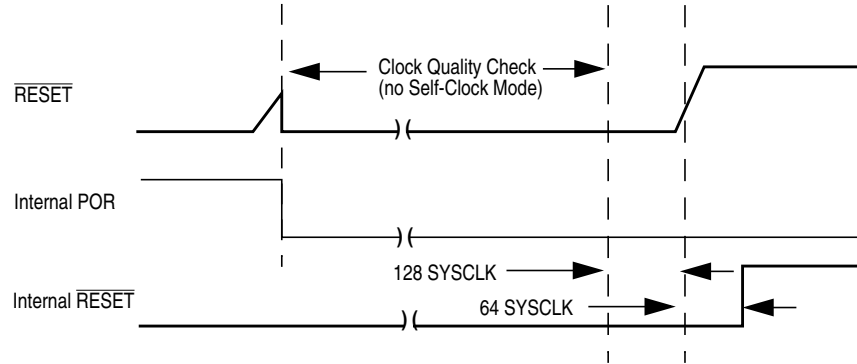 Clock Quality Check
(no Self-Clock Mode)
RESET
)(
Internal POR
)(
128 SYSCLK
64 SYSCLK
Internal RESET
)(